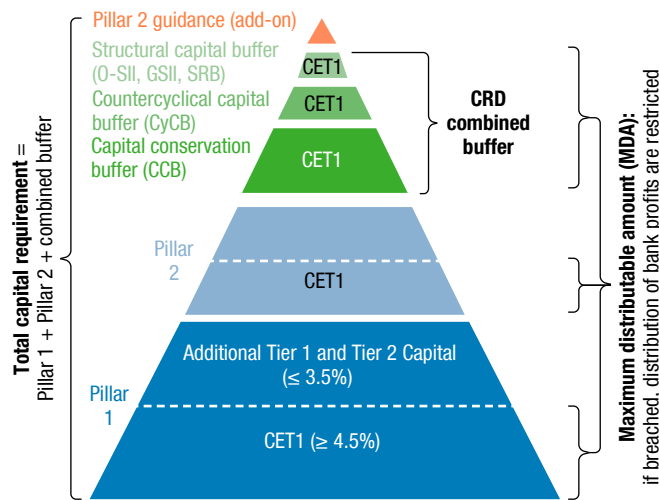 Pillar 2 guidance (add-on)
Structural capital buffer
(O-SII, GSII, SRB)
CET1
Countercyclical capital
buffer (CyCB)
CET1
Capital conservation
buffer (CCB)
CET1
CRD
combined
buffer
Pillar
2
CET1
Additional Tier 1 and Tier 2 Capital
(≤ 3.5%)
Pillar
1
CET1 (≥ 4.5%)
Total capital requirement =
Pillar 1 + Pillar 2 + combined buffer
Maximum distributable amount (MDA):
if breached. distribution of bank profits are restricted